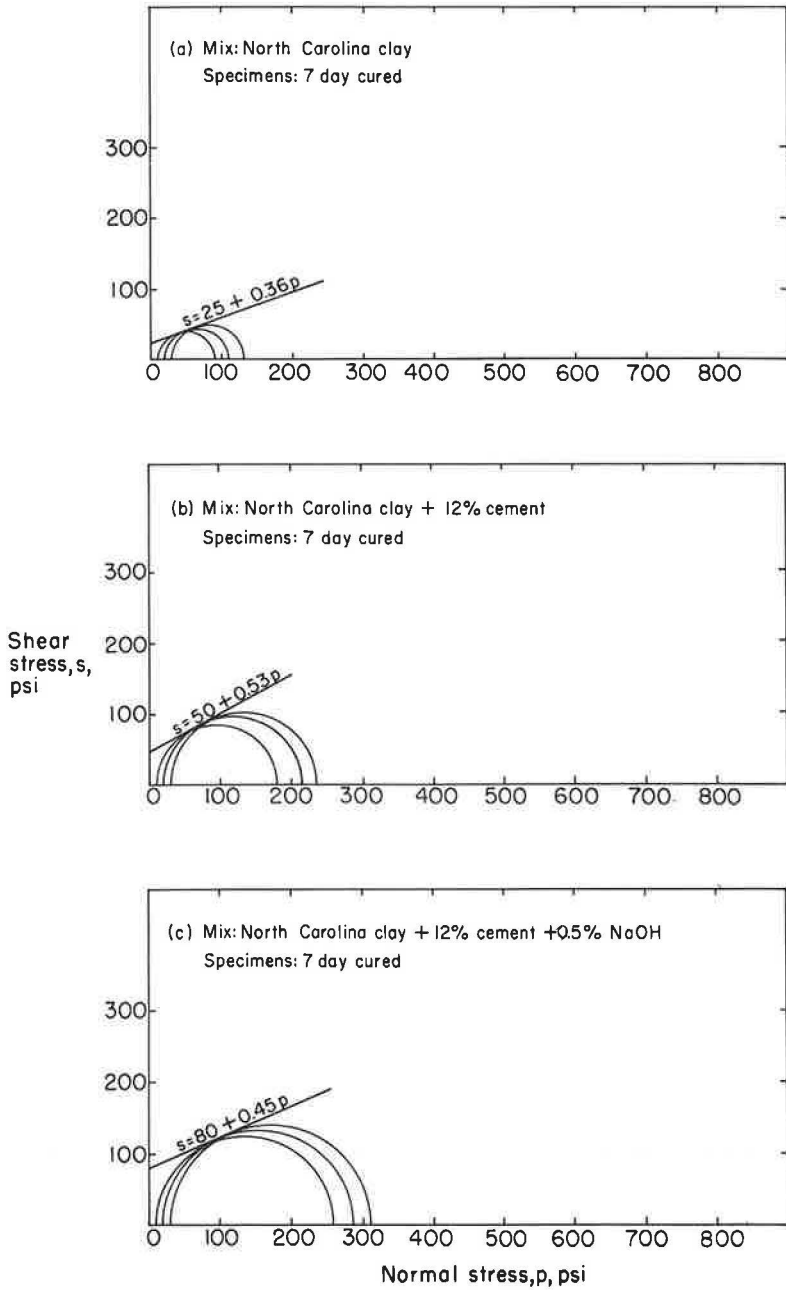 (a) Mix: North Carolina clay
Specimens: 7 day cured
300
200
100
s=25 + 0.36p
0 100 200 300 400 500 600 700 800
(b) Mix: North Carolina clay + 12% cement
Specimens: 7 day cured
300
200
100
Shear
stress,s,
psi
s=50 + 0.53p
0 100 200 300 400 500 600 700 800
(c) Mix: North Carolina clay + 12% cement +0.5% NaOH
Specimens: 7 day cured
300
200
100
s=80 + 0.45p
0 100 200 300 400 500 600 700 800
Normal stress,p,psi